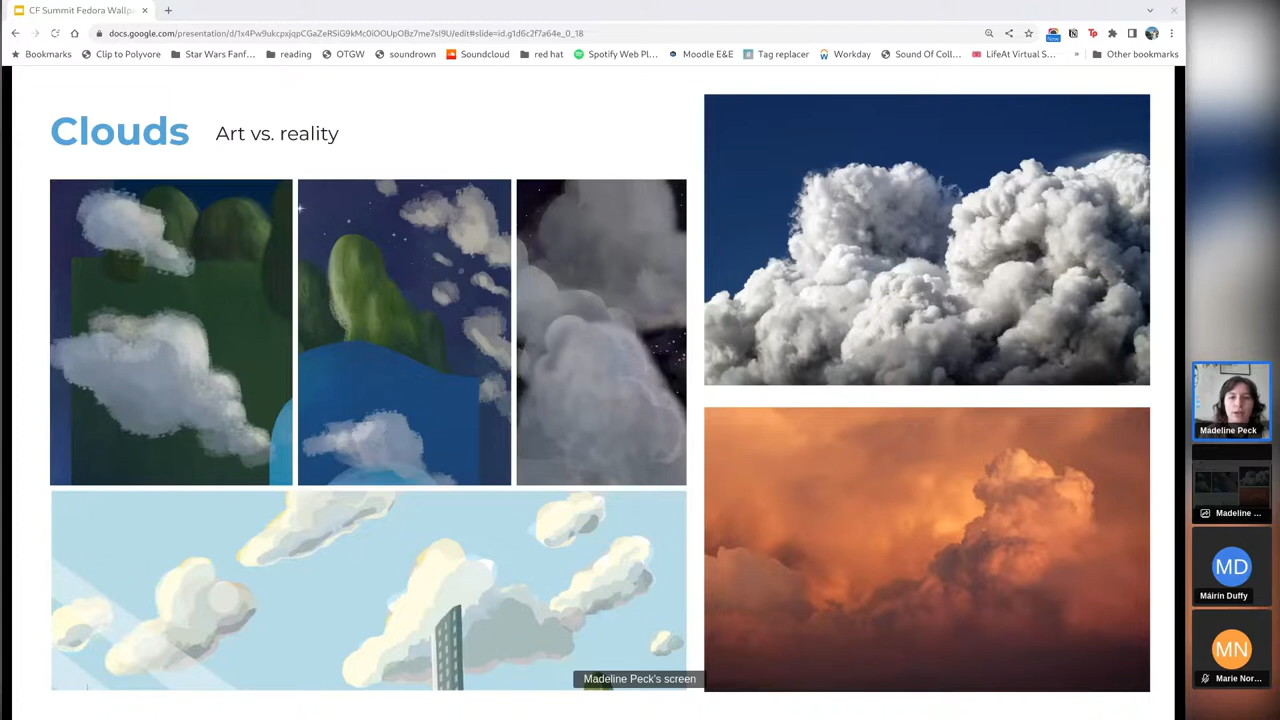 CF Summit Fedora Wallpa
docs.google.com/presentation/d/1x4Pw9ukcpxjqpCGaZeRSiG9kMc0iOOUpOBz7me7sI9U/edit#slide=id.g1d6c2f7a64e_0_18
Bookmarks
Clip to Polyvore
Star Wars Fanf...
reading
DTGW
soundrown
Soundcloud
red hat
Spotify Web Pl...
Moodle E&E
Tag replacer
Workday
Sound Of Coll...
LifeAt Virtual S...
»
Other bookmarks
New
Clouds
Art vs. reality
Madeline Peck's screen
Madeline Peck
Madeline ...
MD
Máirín Duffy
MN
Marie Nor...